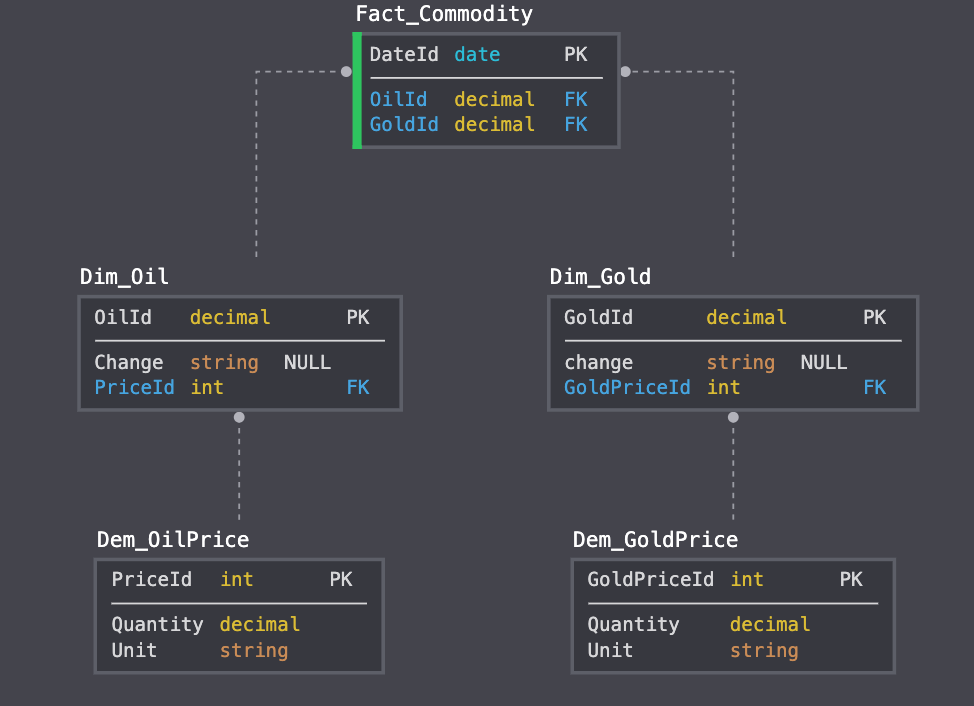 Fact_Commodity
DateId date PK
OilId decimal FK
GoldId decimal FK
Dim_Oil
OilId decimal PK
Change string NULL
PriceId int FK
Dim_Gold
GoldId decimal PK
change string NULL
GoldPriceId int FK
Dem_OilPrice
PriceId int PK
Quantity decimal
Unit string
Dem_GoldPrice
GoldPriceId int PK
Quantity decimal
Unit string